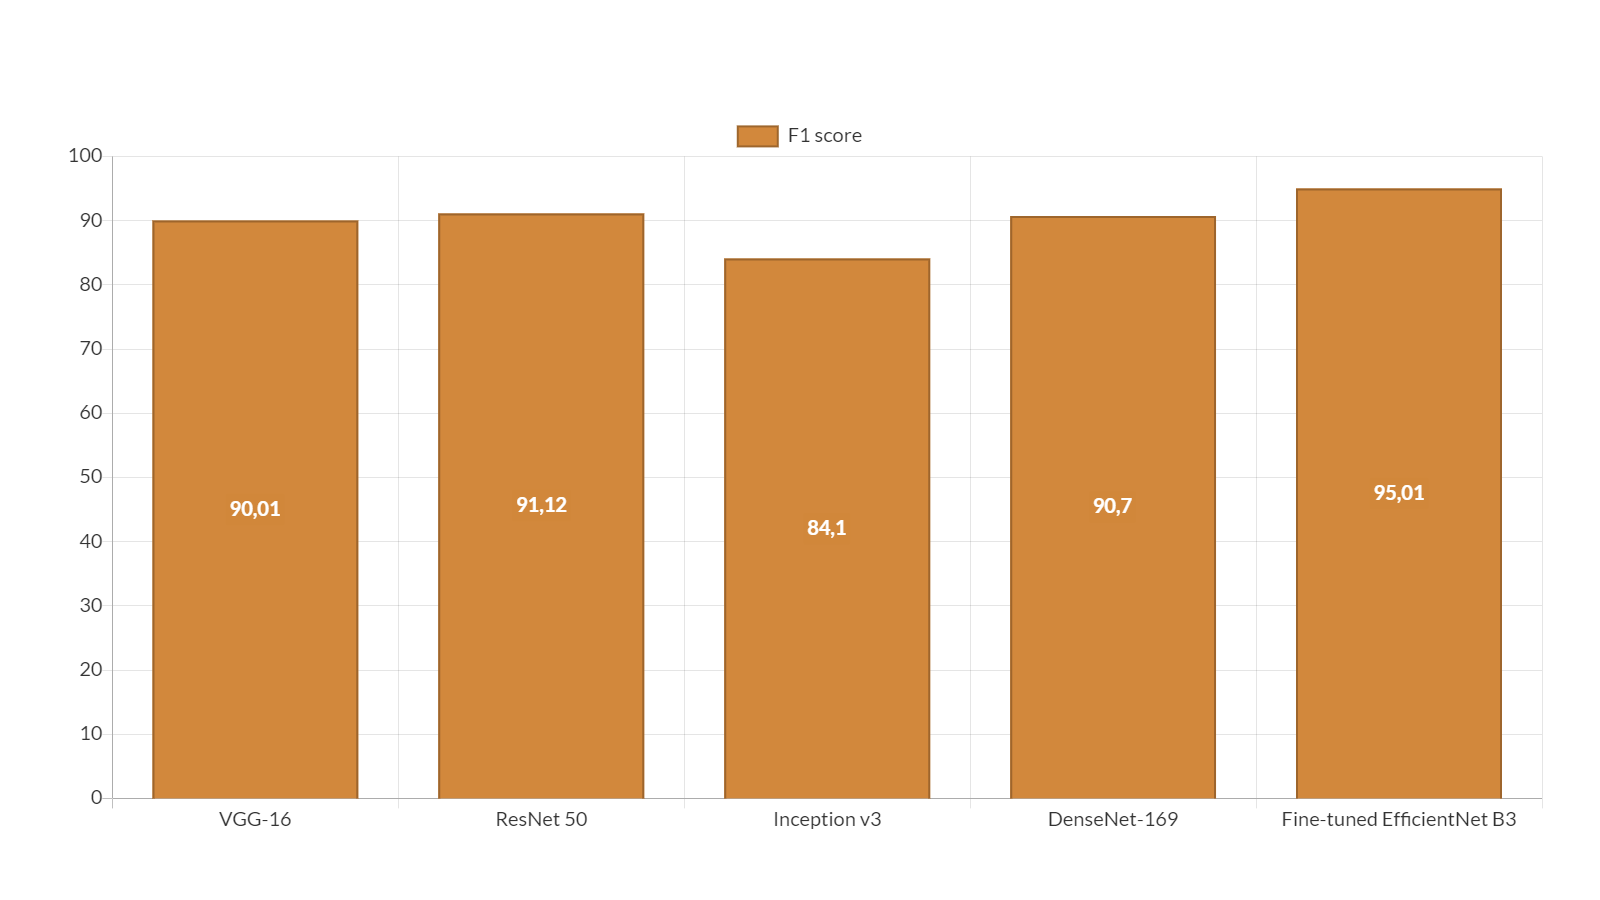 F1 score
100
90
80
70
60
50
40
30
20
10
0
90,01
91,12
84,1
90,7
95,01
VGG-16
ResNet 50
Inception v3
DenseNet-169
Fine-tuned EfficientNet B3